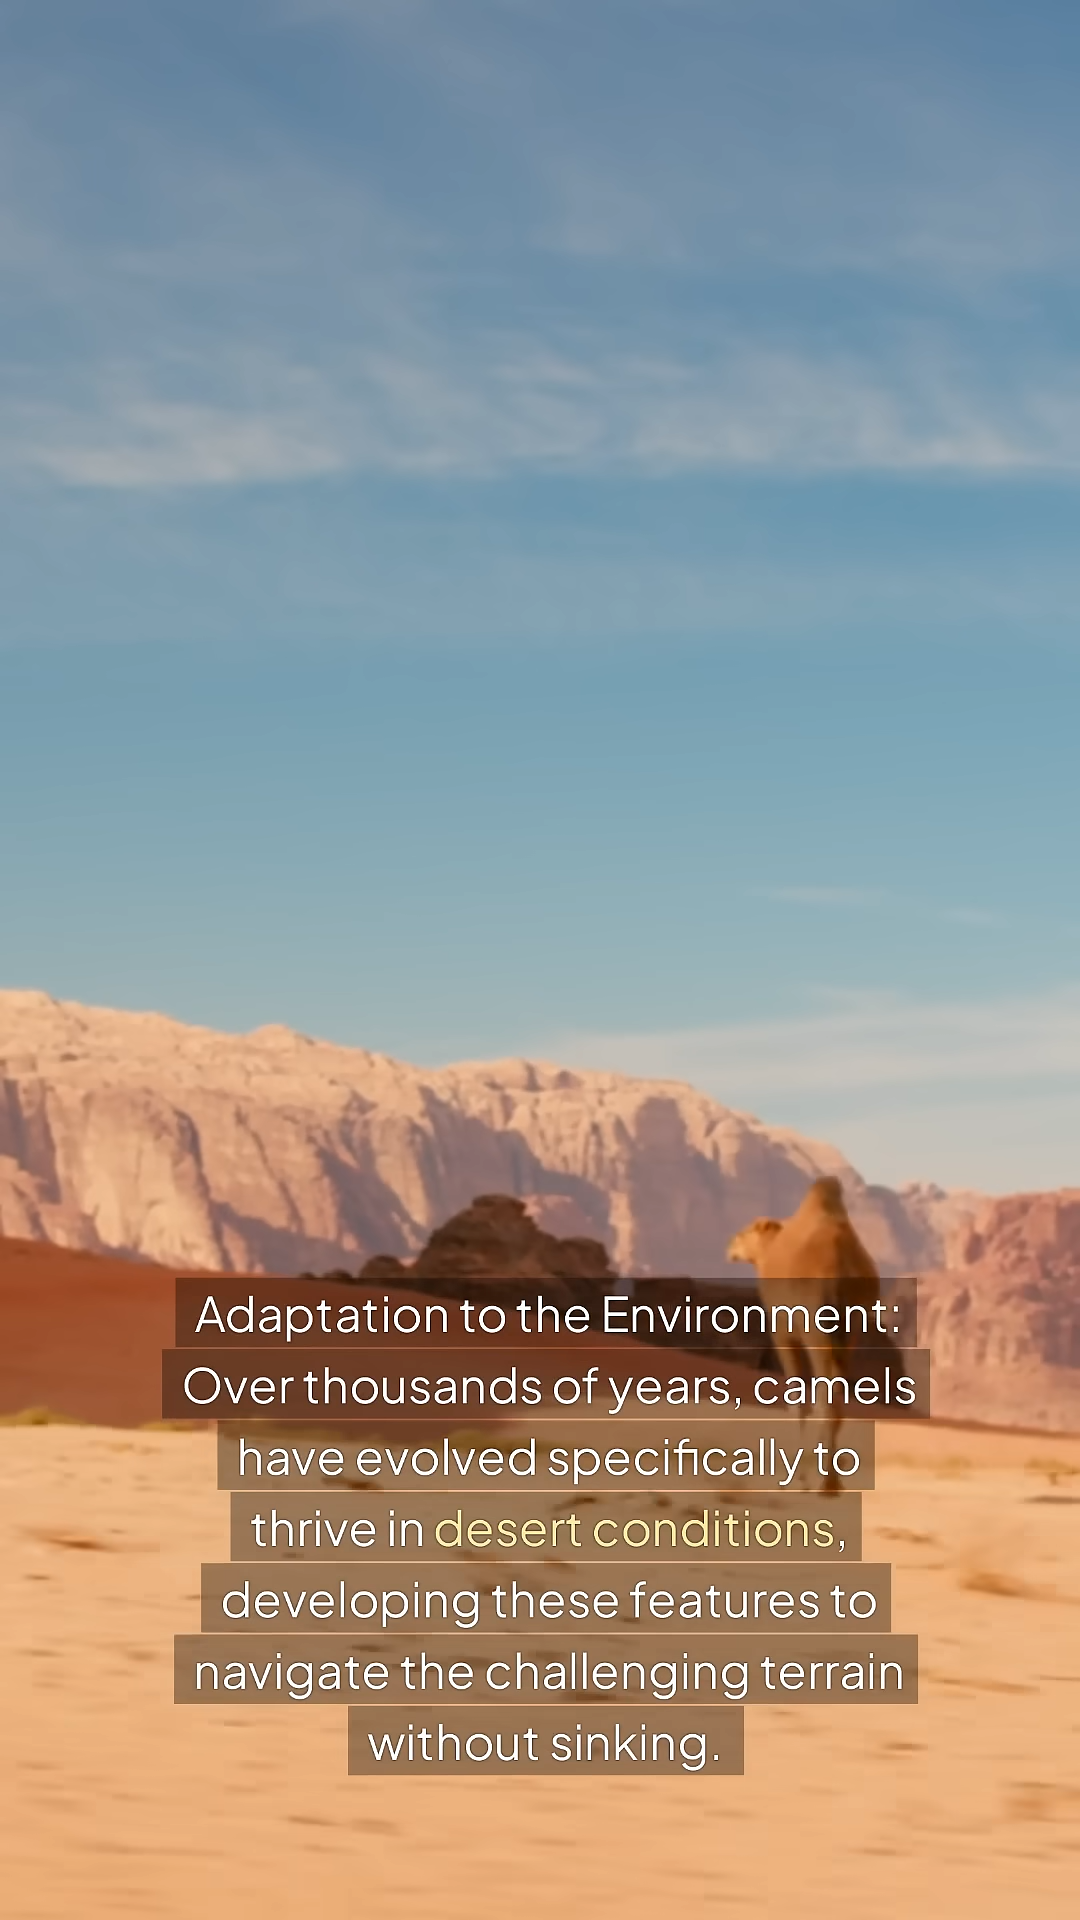 Adaptation to the Environment:
Over thousands of years, camels
have evolved specifically to
thrive in desert conditions,
developing these features to
navigate the challenging terrain
without sinking.